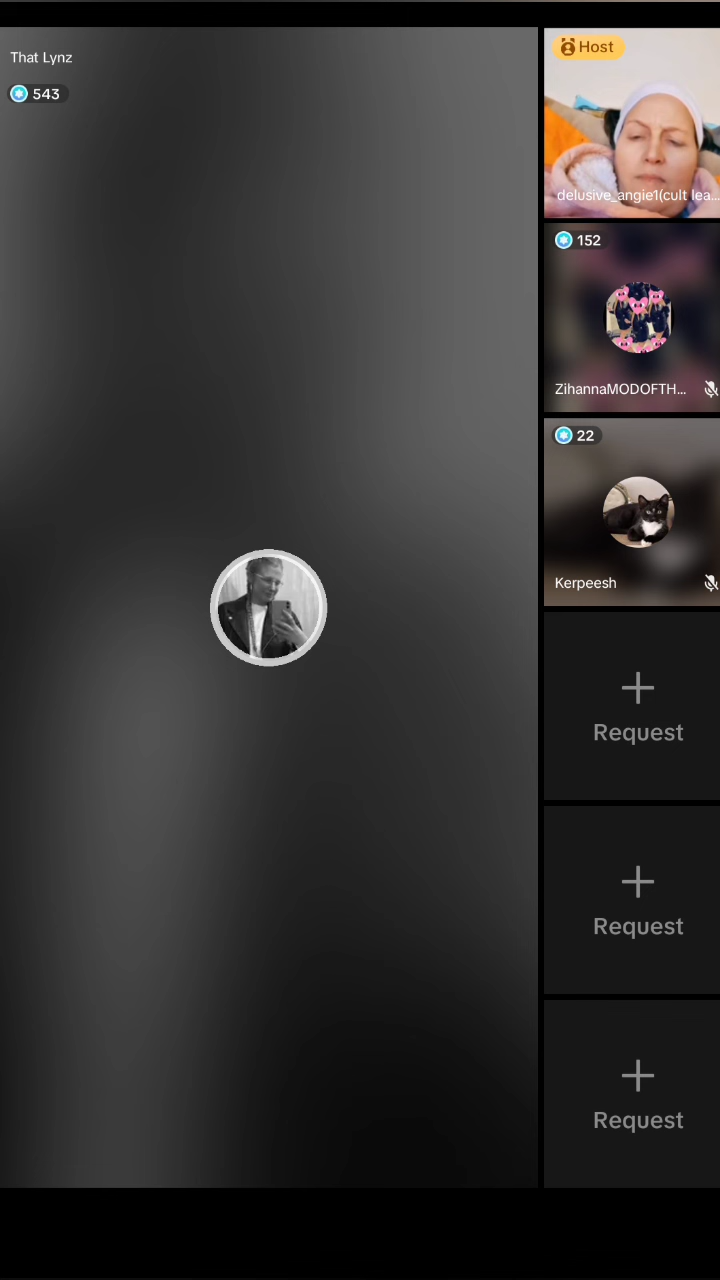 That Lynz
543
Host
delusive_angie1(cult lea...
152
ZihannaMODOFTH...
22
Kerpeesh
Request
Request
Request